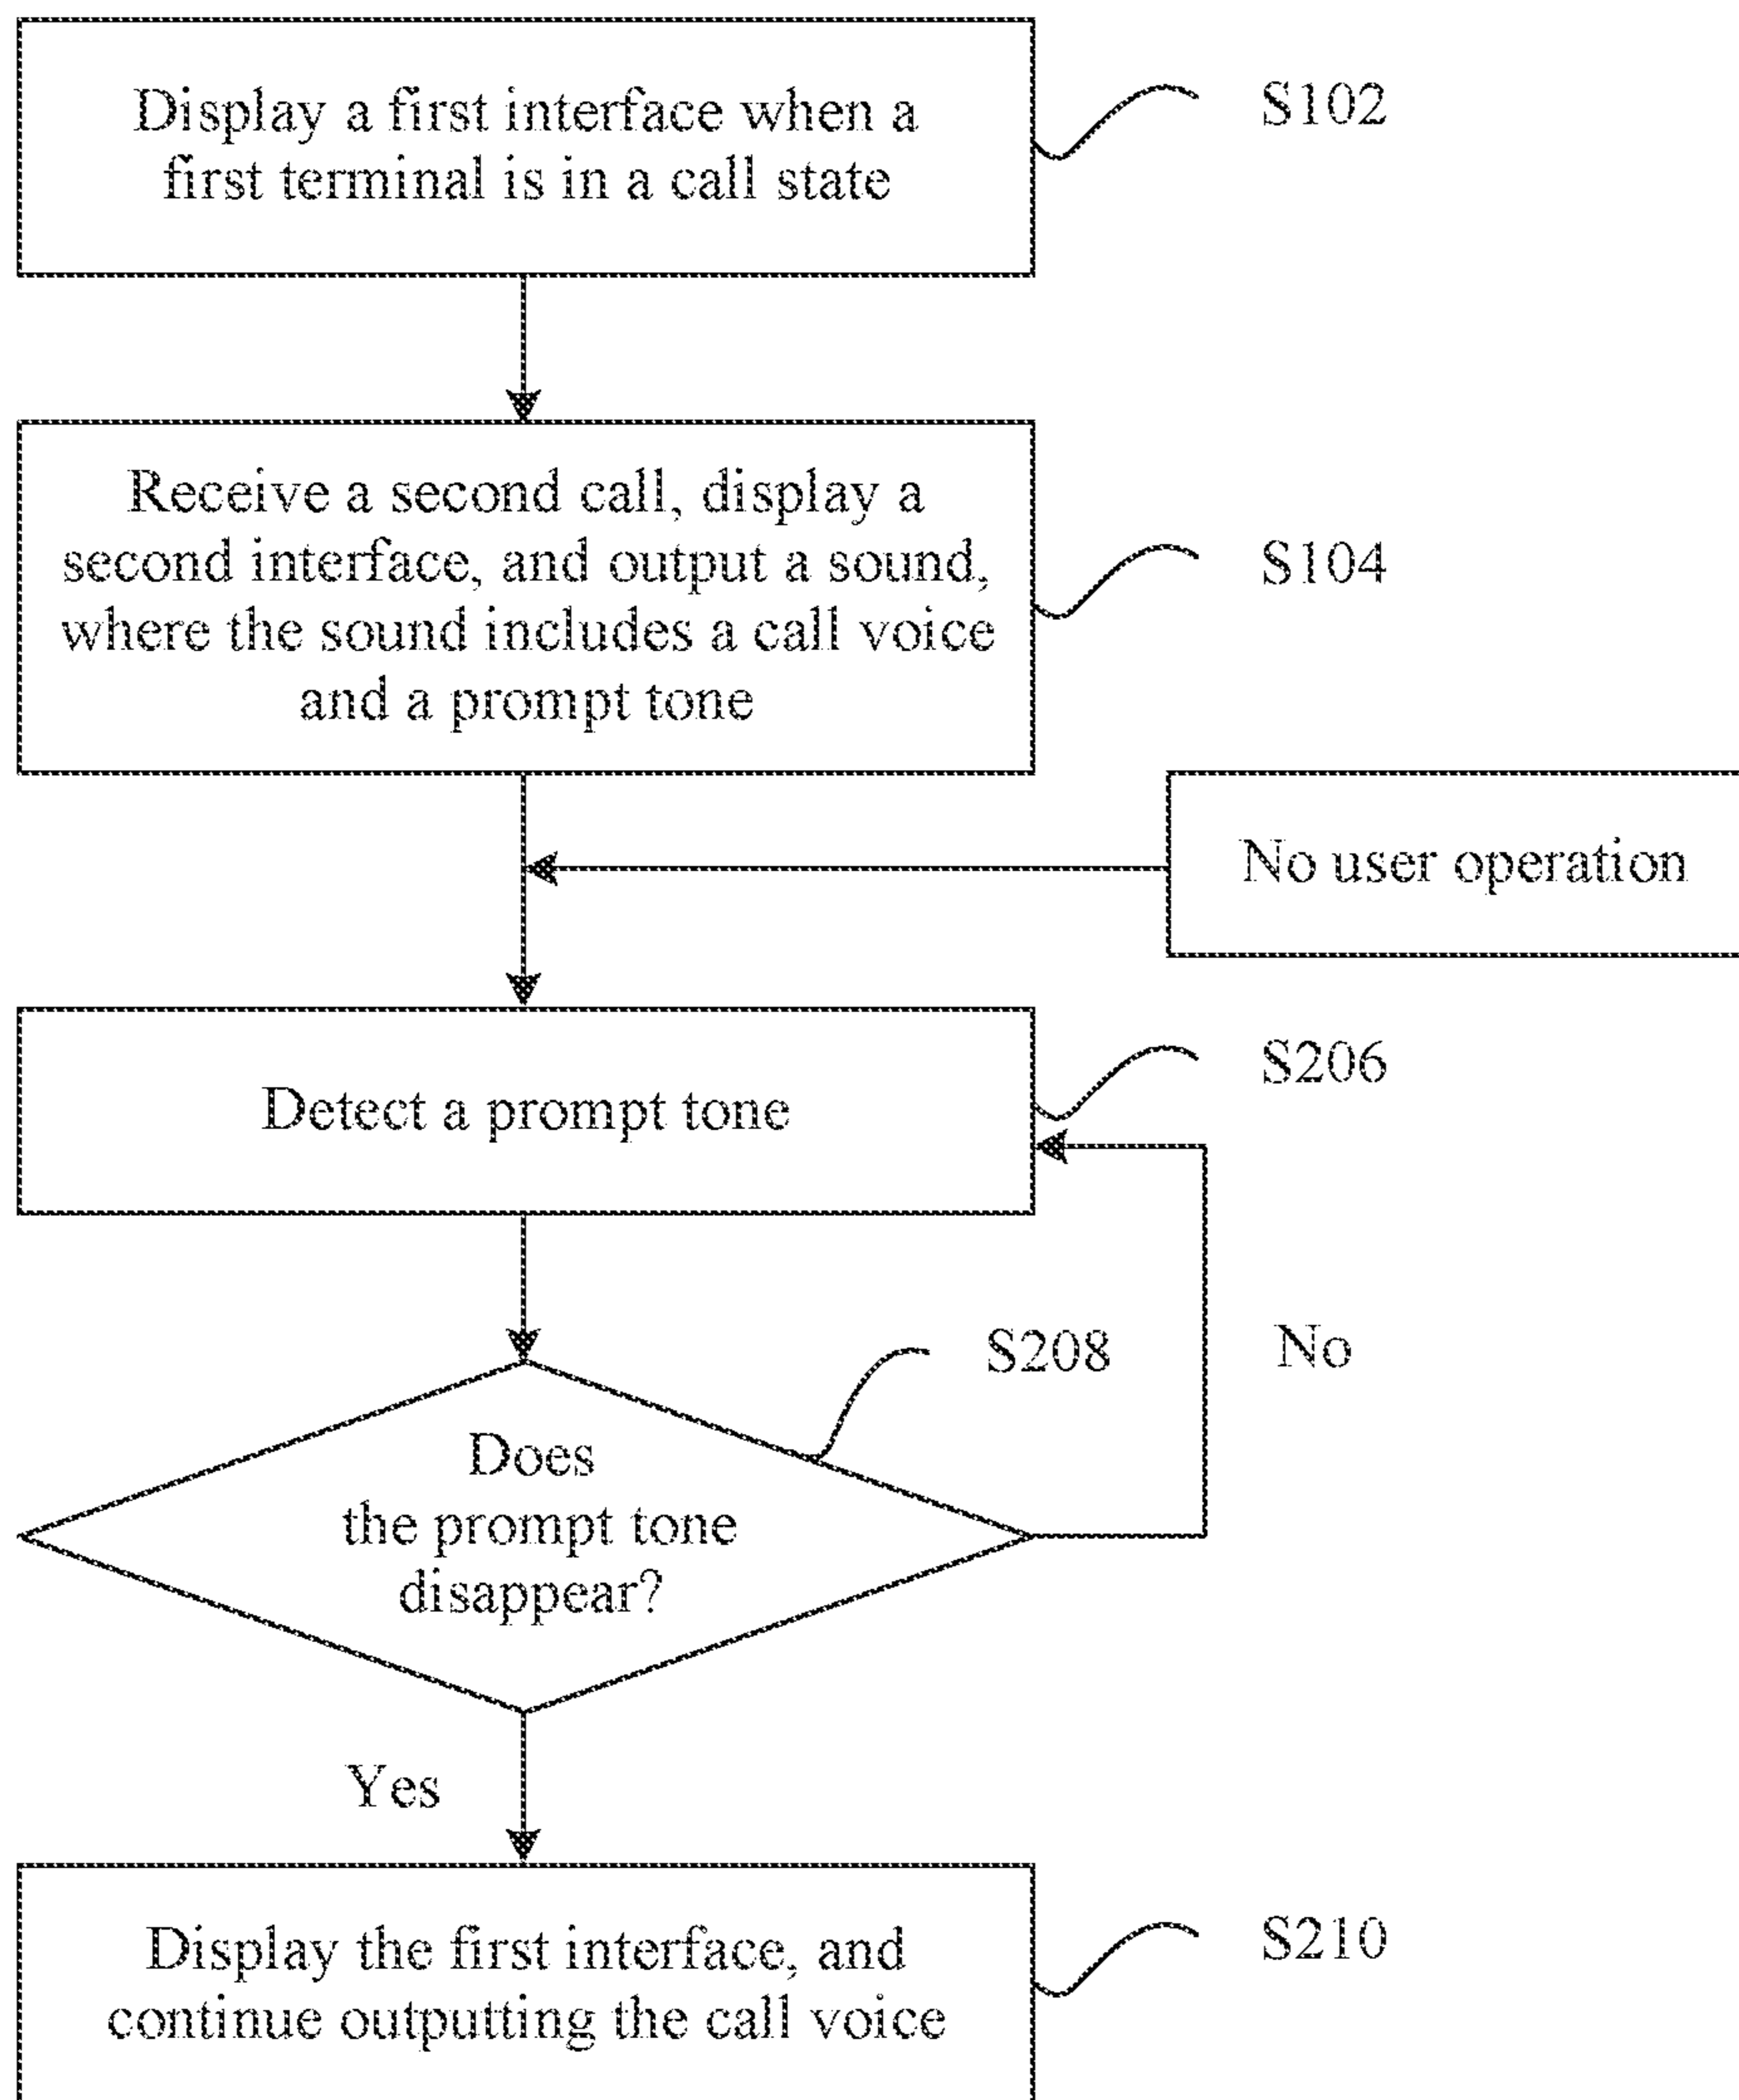 Display a first interface when a
first terminal is in a call state
S102
Receive a second call, display a
second interface, and output a sound,
where the sound includes a call voice
and a prompt tone
S104
No user operation
Detect a prompt tone
S206
Does
the prompt tone
disappear?
S208
No
Yes
Display the first interface, and
continue outputting the call voice
S210